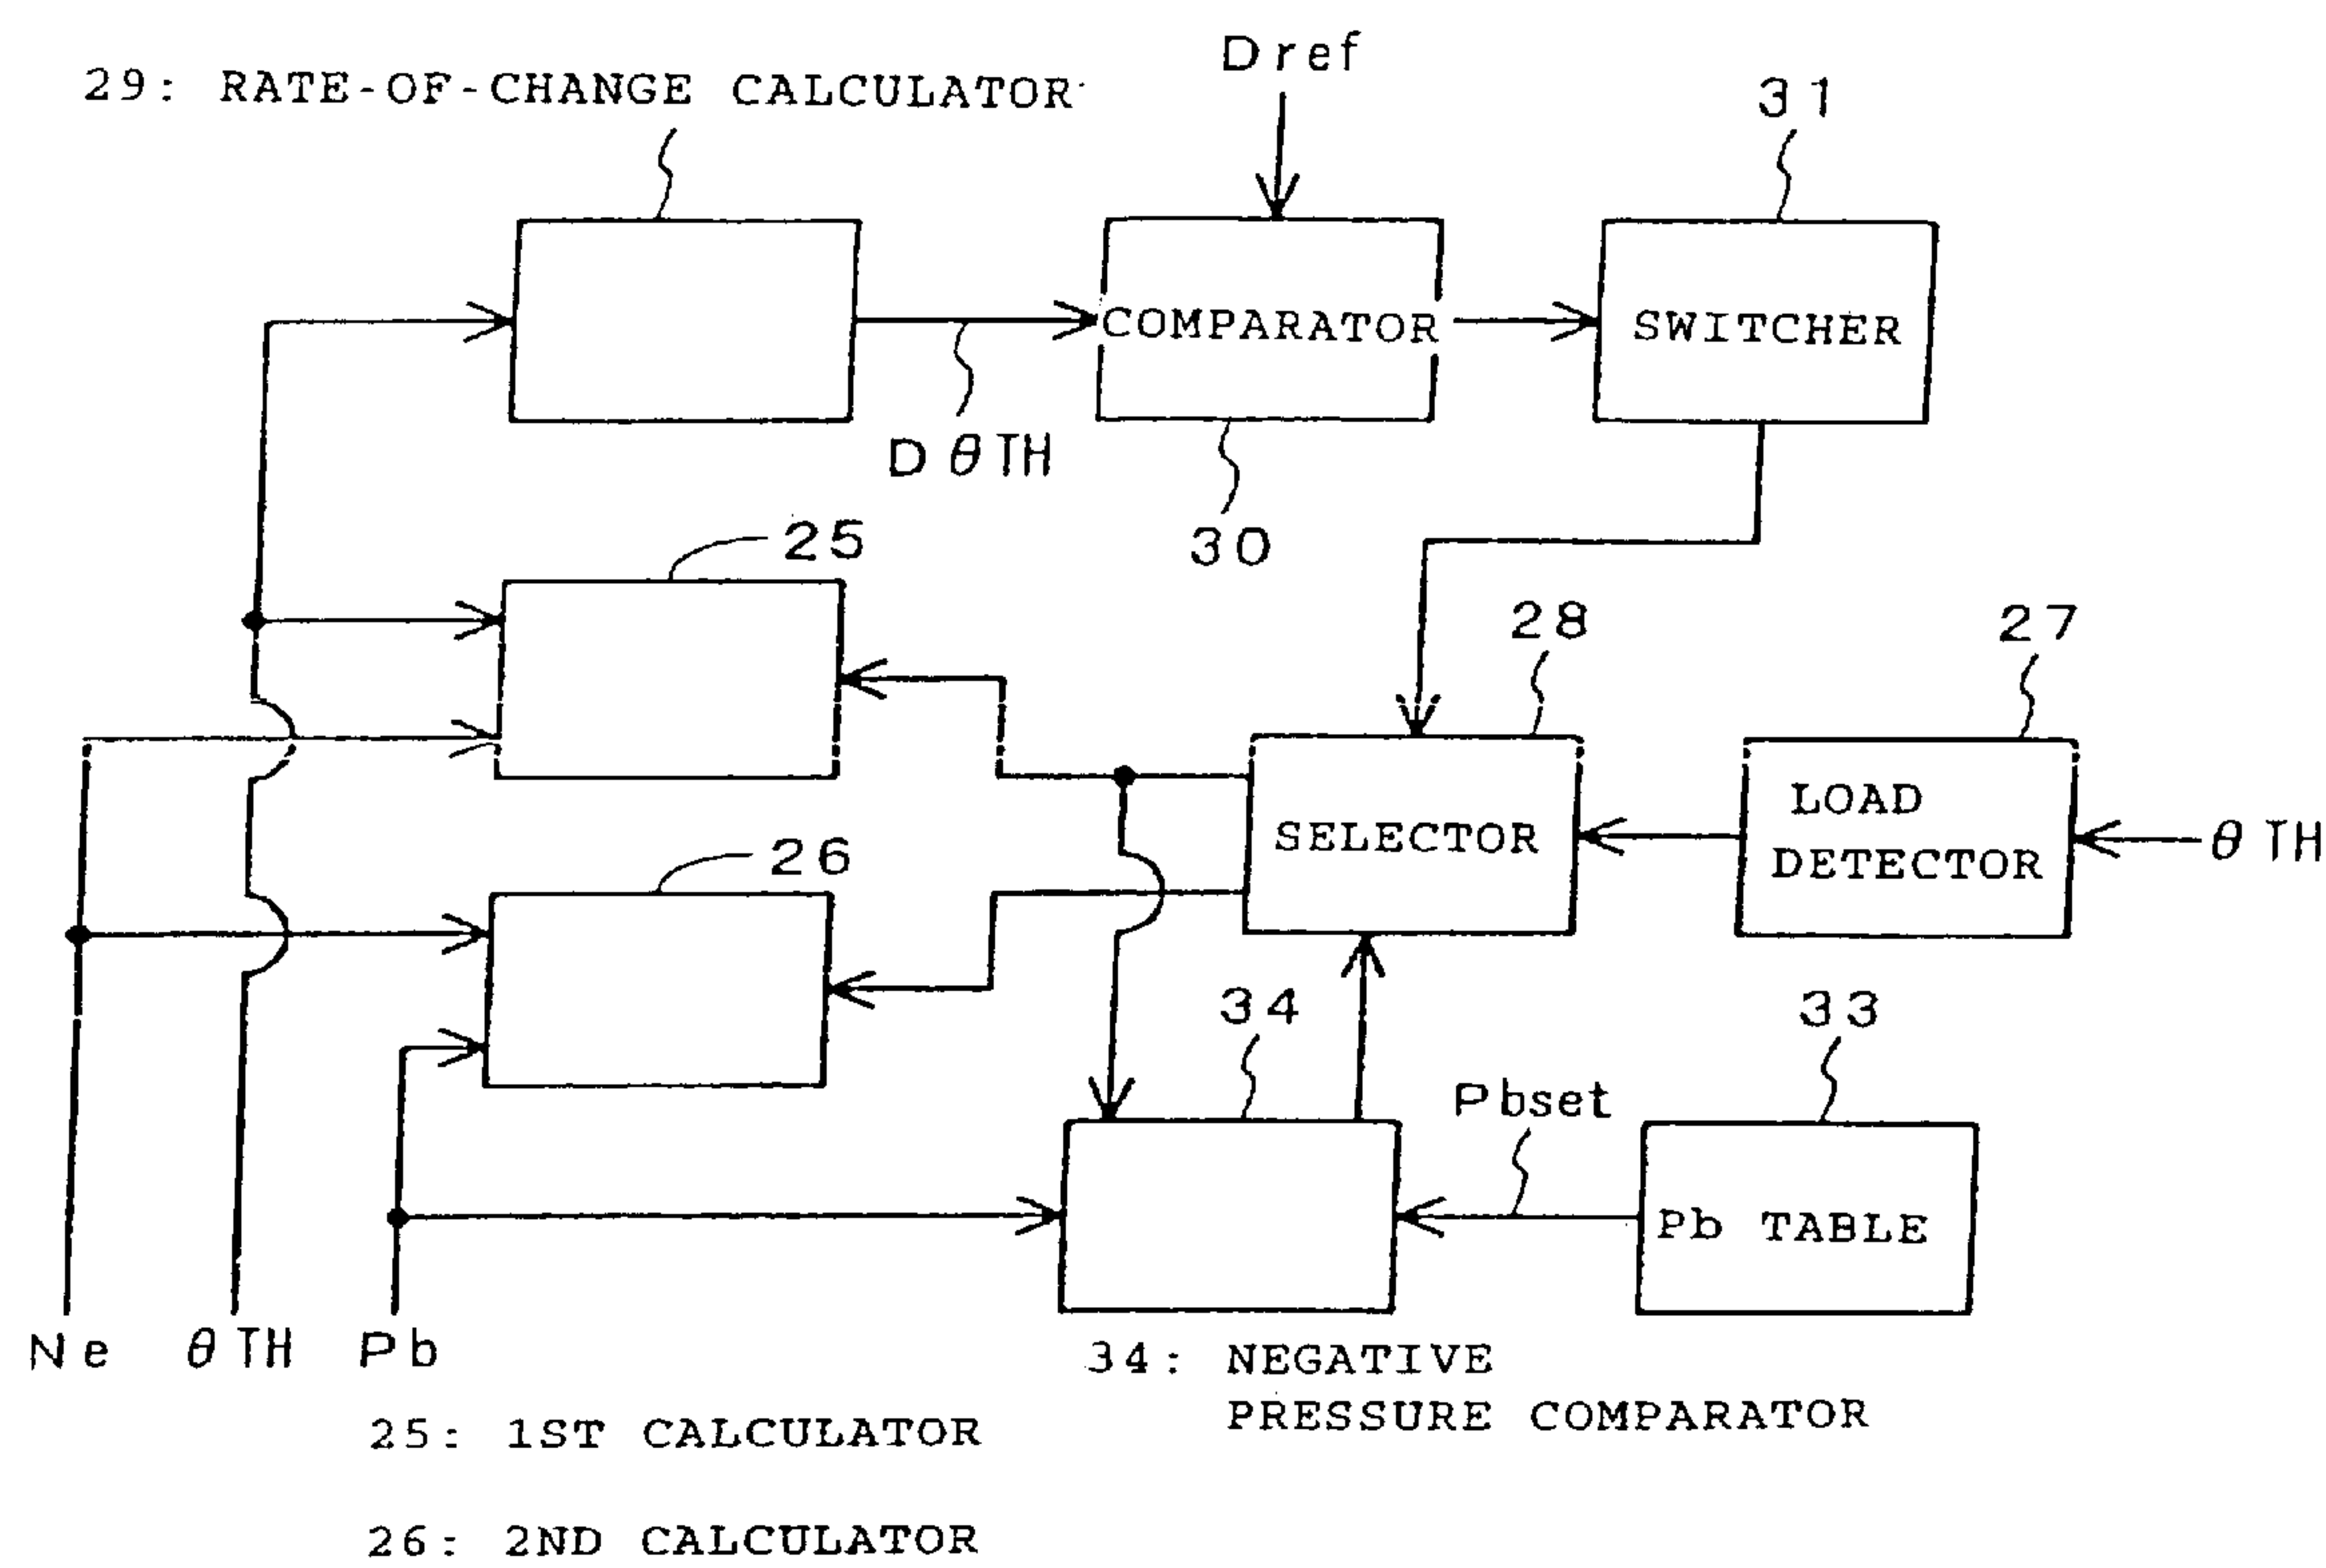 Dref
29: RATE-OF-CHANGE CALCULATOR
31
COMPARATOR
SWITCHER
D θTH
30
25
28
27
LOAD
DETECTOR
SELECTOR
θTH
26
34
33
Pbset
Pb TABLE
Ne
θTH
Pb
34: NEGATIVE
PRESSURE COMPARATOR
25: 1ST CALCULATOR
26: 2ND CALCULATOR